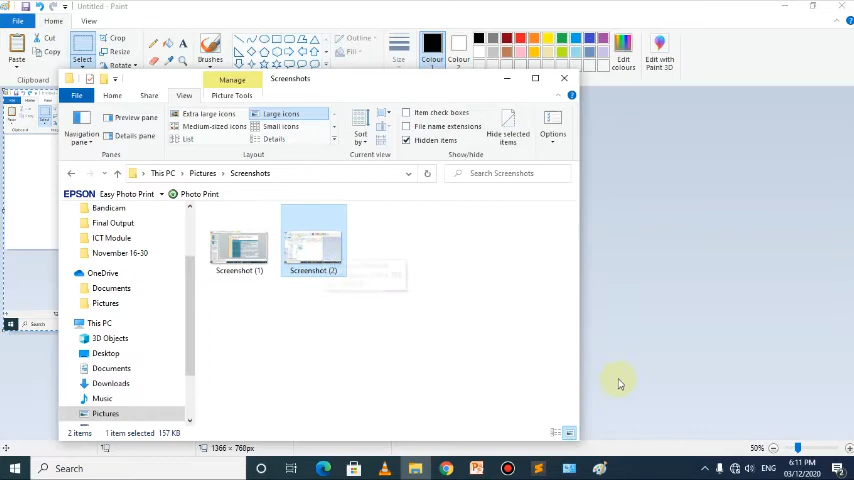 Untitled - Paint
File Home View
Cut
Copy
Paste
Clipboard
Select
Crop
Resize
Rotate
Brushes
Outline
Fill
Size
Colour 1
Colour 2
Edit colours
Edit with Paint 3D
Manage Screenshots
File Home Share View Picture Tools
Navigation pane
Preview pane
Details pane
Panes
Extra large icons Large icons
Medium-sized icons Small icons
List Details
Layout
Sort by
Current view
Item check boxes
File name extensions
Hidden items
Hide selected items
Show/hide
Options
This PC > Pictures > Screenshots
Search Screenshots
EPSON Easy Photo Print Photo Print
Bandicam
Final Output
ICT Module
November 16-30
OneDrive
Documents
Pictures
This PC
3D Objects
Desktop
Documents
Downloads
Music
Pictures
Screenshot (1) Screenshot (2)
2 items 1 item selected 157 KB
Search
1366 × 768px
50%
Search
ENG
6:11 PM
03/12/2020
2